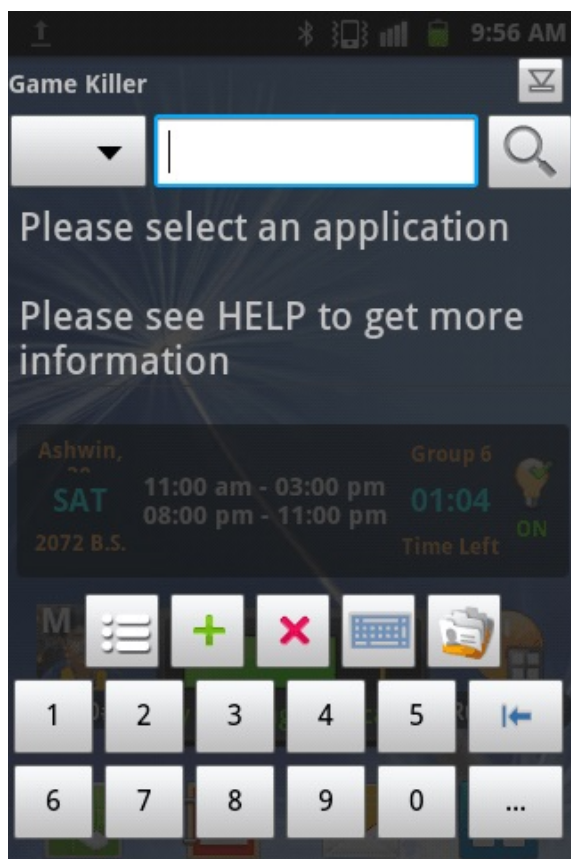 9:56 AM
Game Killer
Please select an application
Please see HELP to get more
information
Ashwin,
Group 6
SAT
11:00 am - 03:00 pm
08:00 pm - 11:00 pm
01:04
ON
2072 B.S.
Time Left
M
1 2 3 4 5
6 7 8 9 0 ...